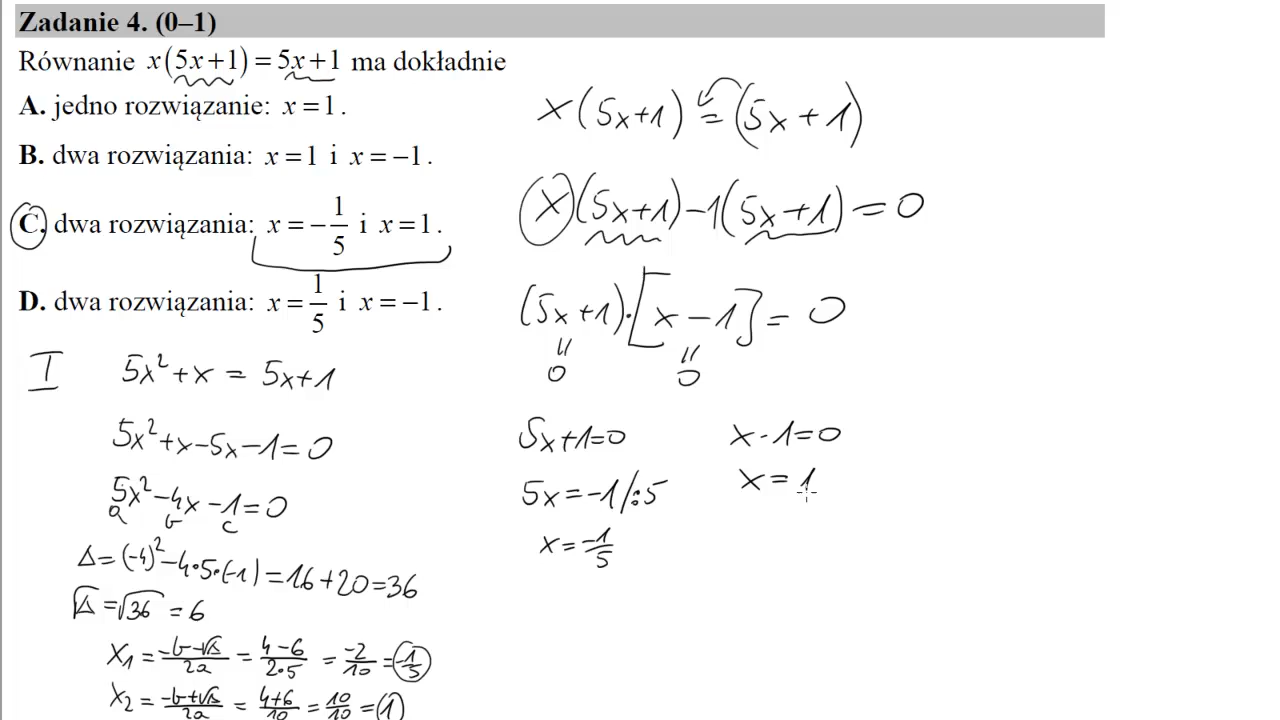 Zadanie 4. (0–1)
Równanie x(5x+1) = 5x+1 ma dokładnie
A. jedno rozwiązanie: x = 1.
B. dwa rozwiązania: x = 1 i x = −1.
C. dwa rozwiązania: x = −1/5 i x = 1.
D. dwa rozwiązania: x = 1/5 i x = −1.
I 5x² + x = 5x+1
5x² + x − 5x − 1 = 0
5x² − 4x − 1 = 0
a b c
Δ = (−4)² − 4·5·(−1) = 16 + 20 = 36
√Δ = √36 = 6
x₁ = (−b−√Δ)/2a = (4−6)/(2·5) = −2/10 = −1/5
x₂ = (−b+√Δ)/2a = (4+6)/10 = 10/10 = 1
x(5x+1) = (5x+1)
x(5x+1) − 1(5x+1) = 0
(5x+1)·[x−1] = 0
= =
0 0
5x+1=0 x−1=0
5x = −1 /:5 x = 1
x = −1/5